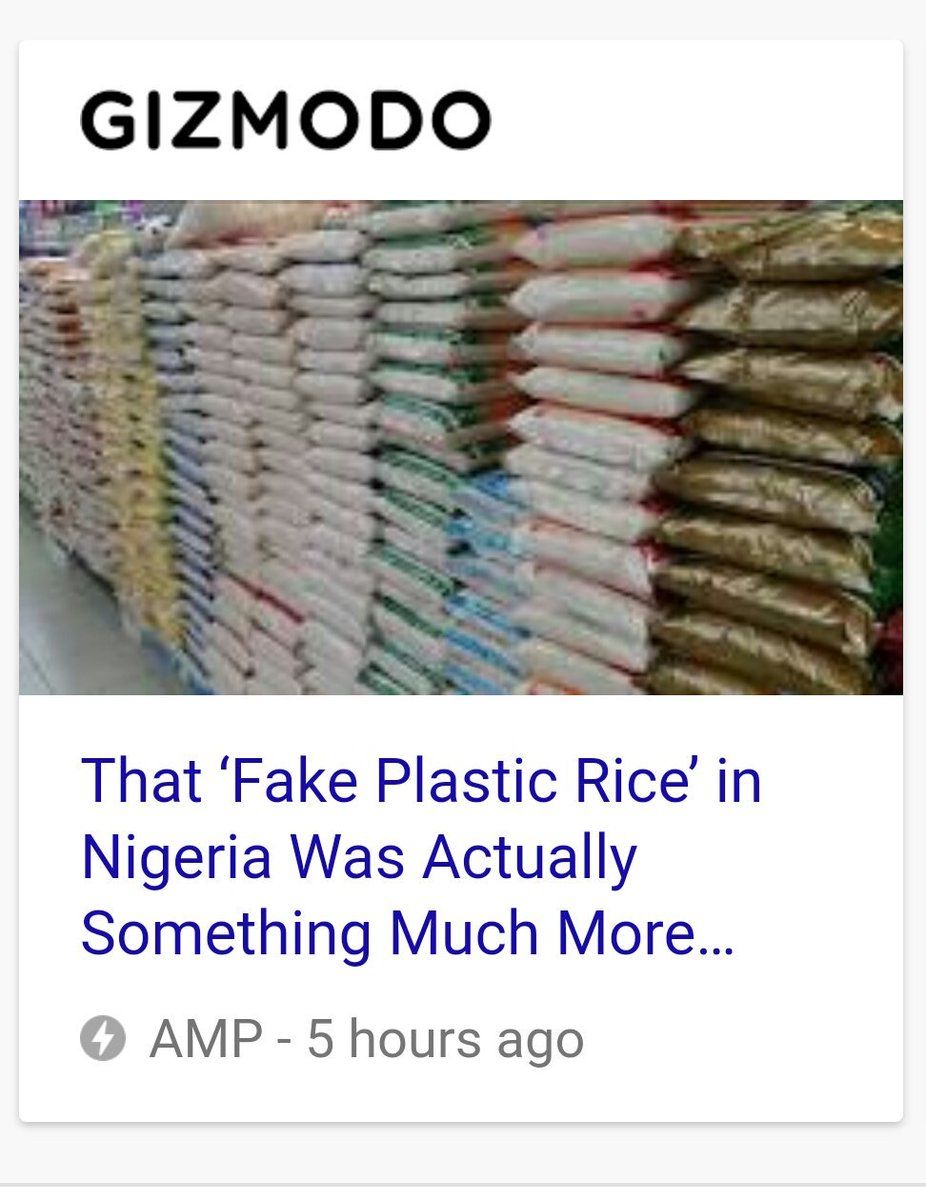 GIZMODO
That ‘Fake Plastic Rice’ in
Nigeria Was Actually
Something Much More...
AMP - 5 hours ago